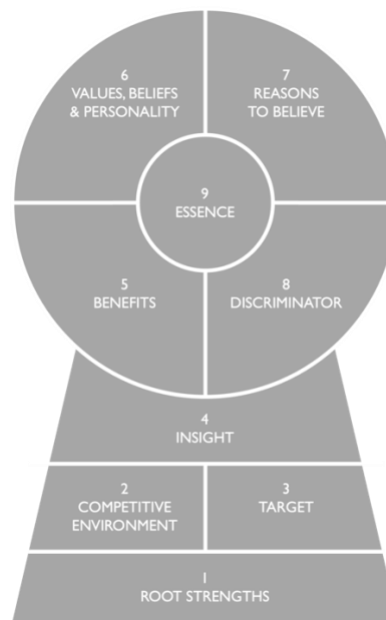 6
VALUES, BELIEFS
& PERSONALITY
7
REASONS
TO BELIEVE
9
ESSENCE
5
BENEFITS
8
DISCRIMINATOR
4
INSIGHT
2
COMPETITIVE
ENVIRONMENT
3
TARGET
1
ROOT STRENGTHS